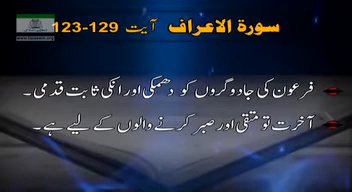 سورۃ الاعراف آیت 123-129
فرعون کی جادوگروں کو دھمکی اور انکی ثابت قدمی۔
آخرت تو متقی اور صبر کرنے والوں کے لیے ہے۔